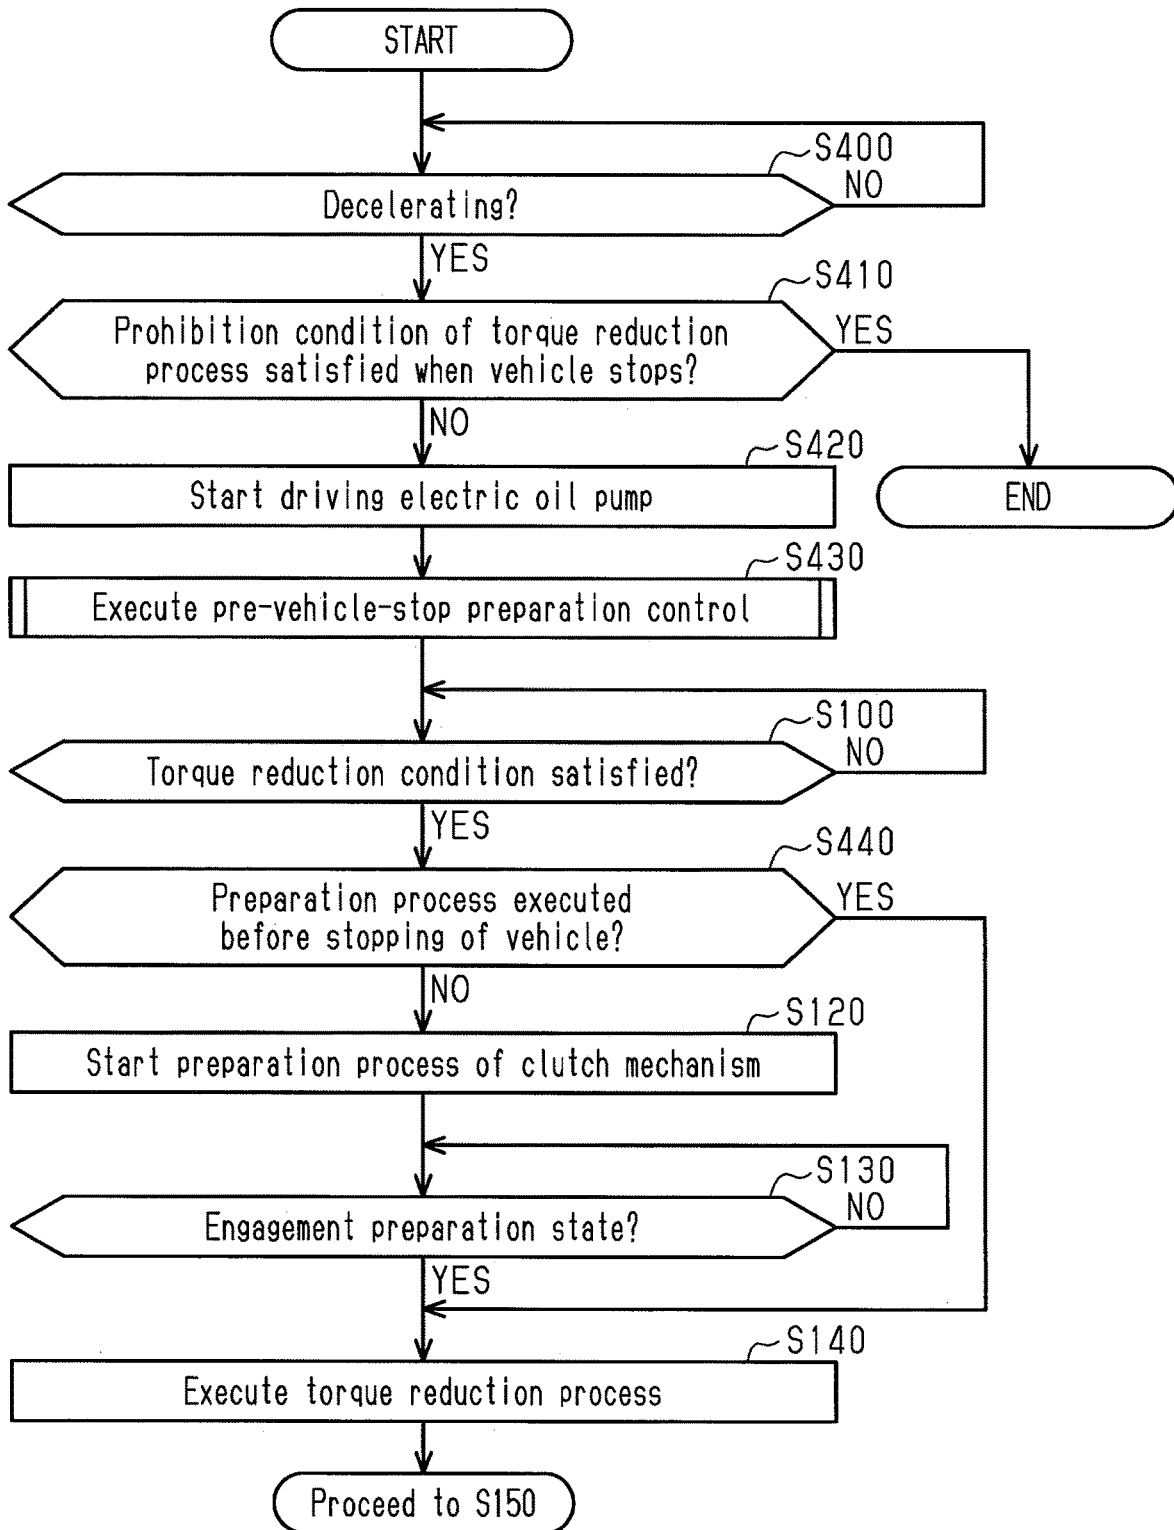 START
S400
NO
Decelerating?
YES
S410
Prohibition condition of torque reduction
process satisfied when vehicle stops?
YES
NO
S420
Start driving electric oil pump
END
S430
Execute pre-vehicle-stop preparation control
S100
NO
Torque reduction condition satisfied?
YES
S440
Preparation process executed
before stopping of vehicle?
YES
NO
S120
Start preparation process of clutch mechanism
S130
NO
Engagement preparation state?
YES
S140
Execute torque reduction process
Proceed to S150